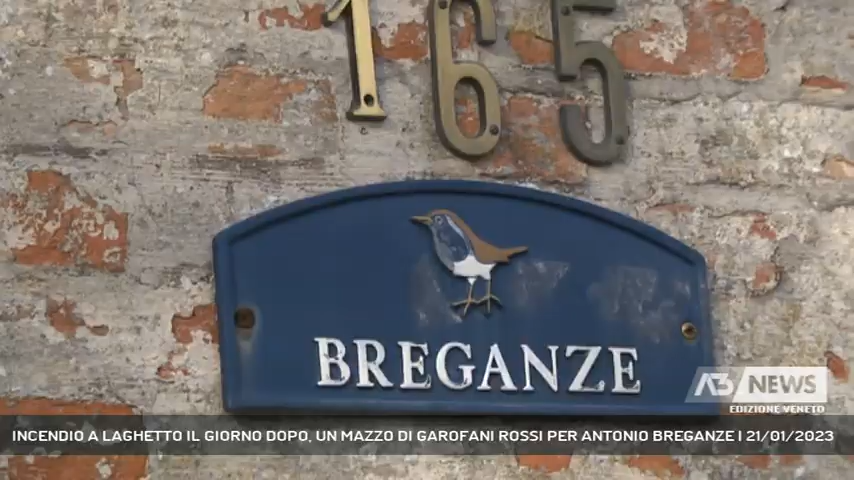 165
BREGANZE
A3 NEWS
EDIZIONE VENETO
INCENDIO A LAGHETTO IL GIORNO DOPO, UN MAZZO DI GAROFANI ROSSI PER ANTONIO BREGANZE | 21/01/2023